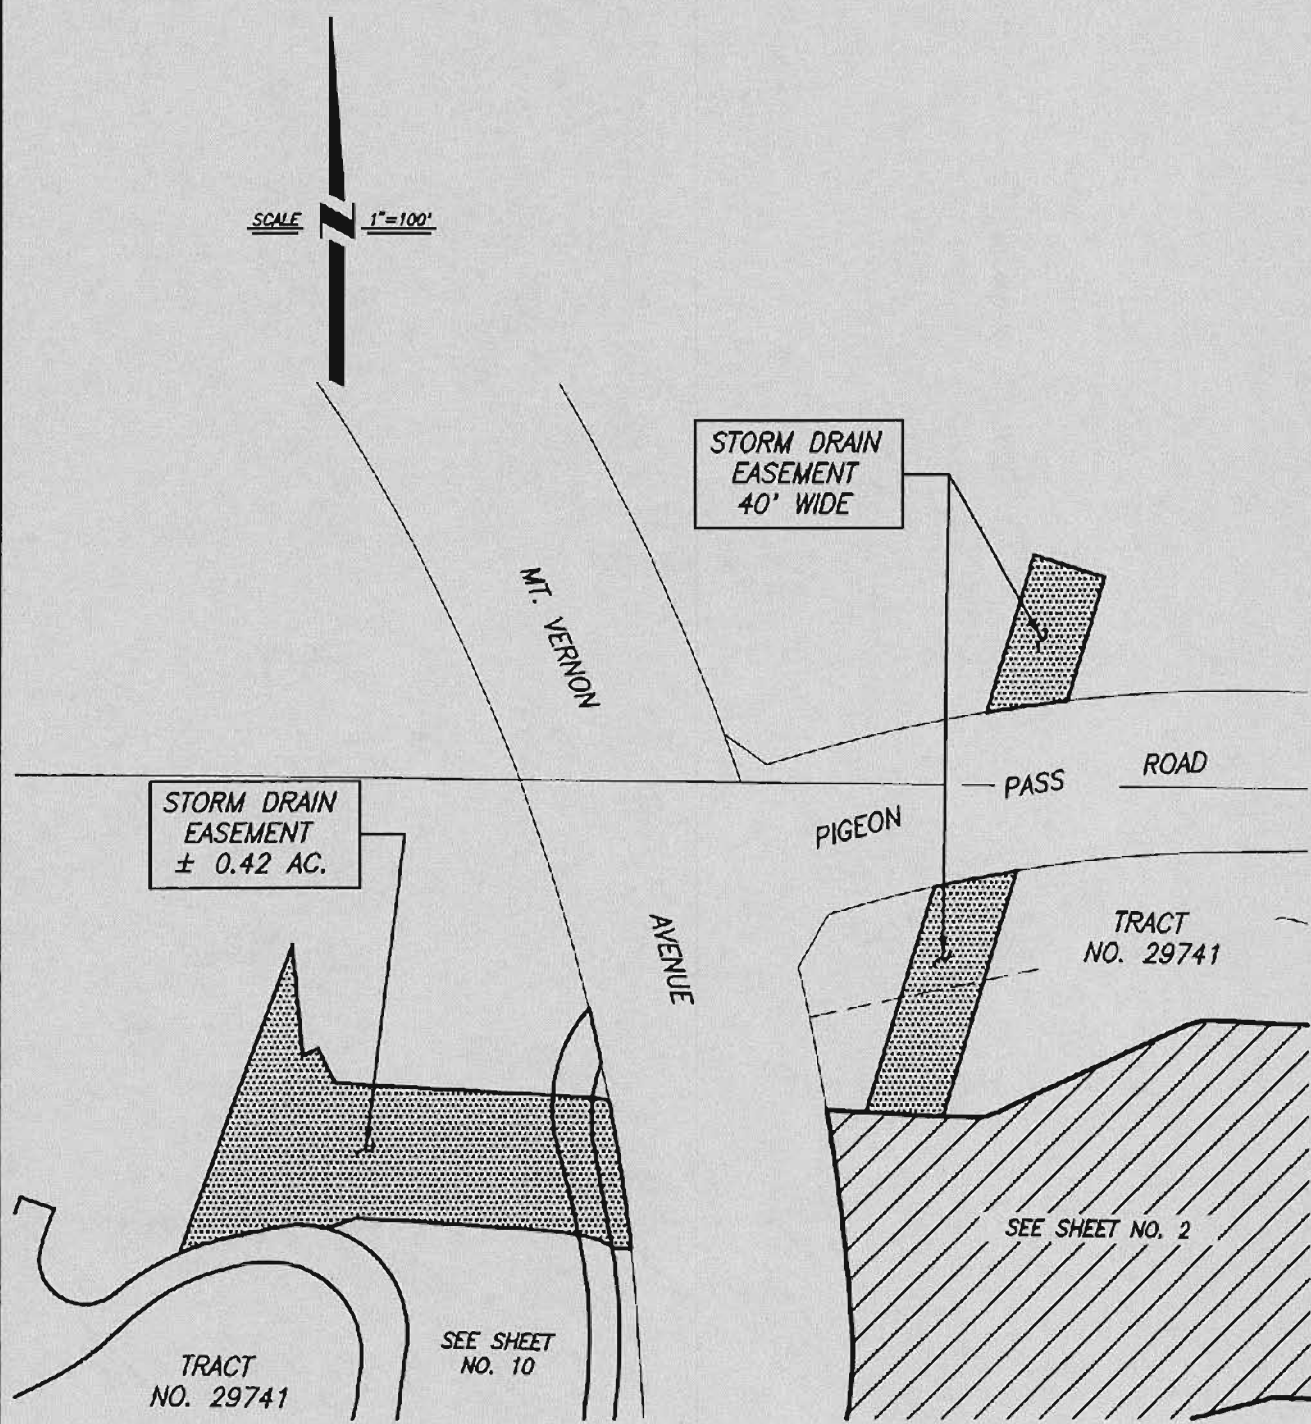 SCALE N 1"=100'
STORM DRAIN
EASEMENT
40' WIDE
MT. VERNON
AVENUE
PIGEON PASS ROAD
STORM DRAIN
EASEMENT
± 0.42 AC.
TRACT
NO. 29741
SEE SHEET NO. 2
SEE SHEET
NO. 10
TRACT
NO. 29741